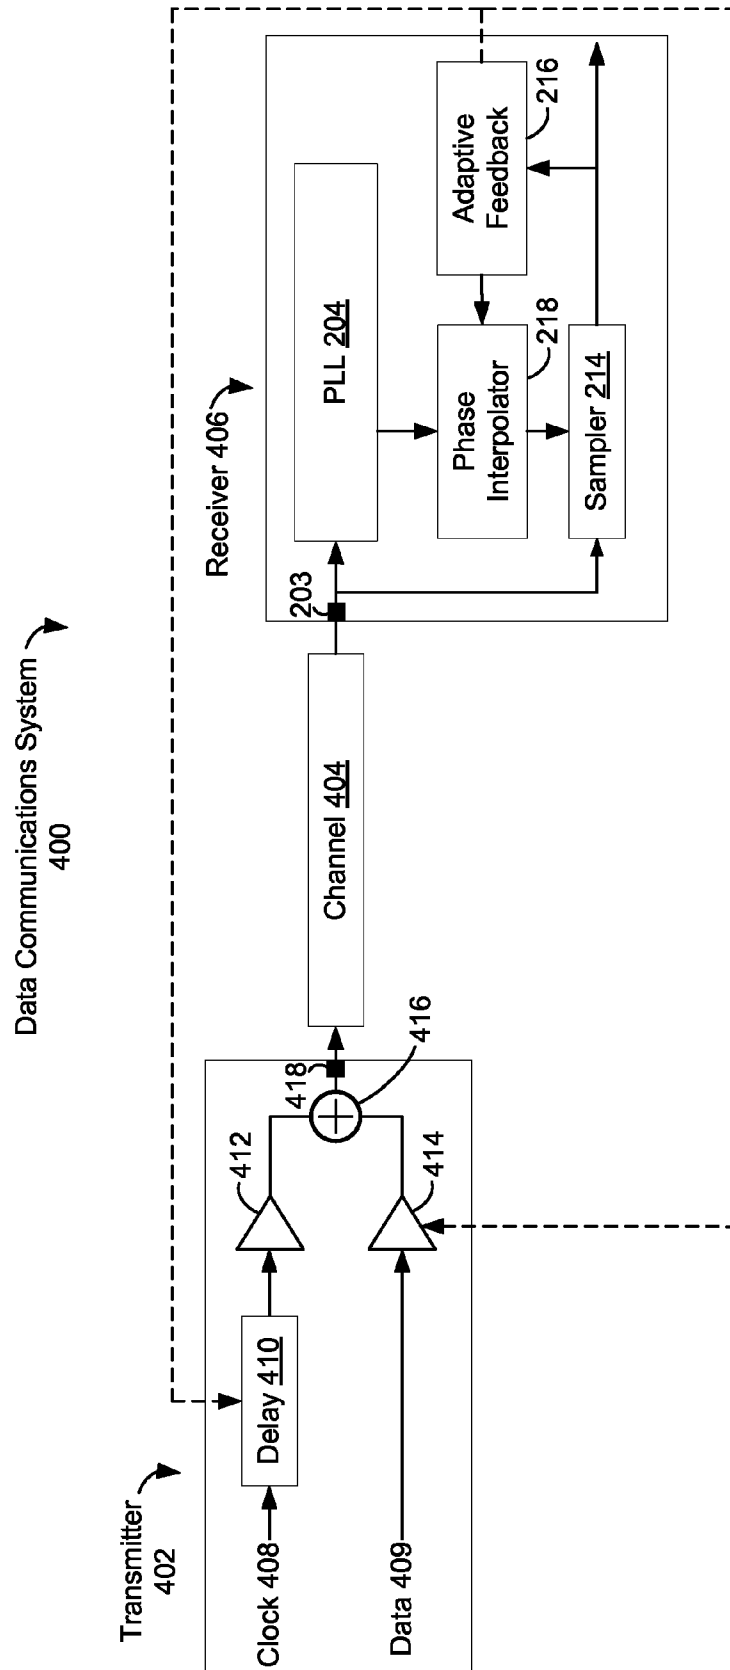 Data Communications System
400
Transmitter
402
Clock 408
Data 409
Delay 410
412
414
416
418
Channel 404
Receiver 406
203
PLL 204
Phase
Interpolator
218
Adaptive
Feedback
216
Sampler 214